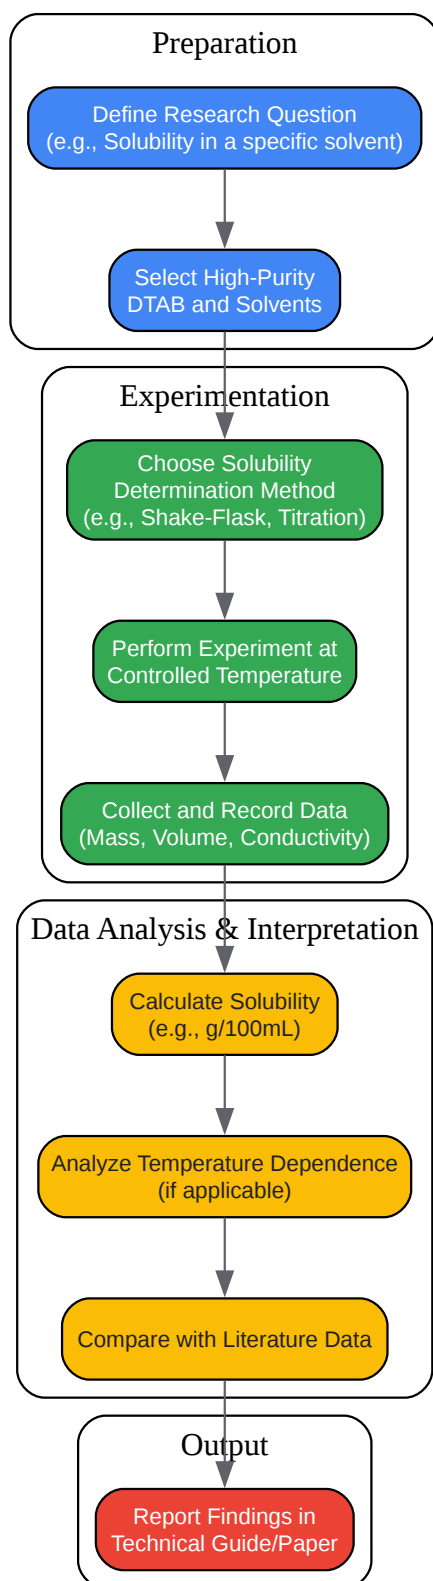 Preparation
Define Research Question
(e.g., Solubility in a specific solvent)
Select High-Purity
DTAB and Solvents
Experimentation
Choose Solubility
Determination Method
(e.g., Shake-Flask, Titration)
Perform Experiment at
Controlled Temperature
Collect and Record Data
(Mass, Volume, Conductivity)
Data Analysis & Interpretation
Calculate Solubility
(e.g., g/100mL)
Analyze Temperature Dependence
(if applicable)
Compare with Literature Data
Output
Report Findings in
Technical Guide/Paper